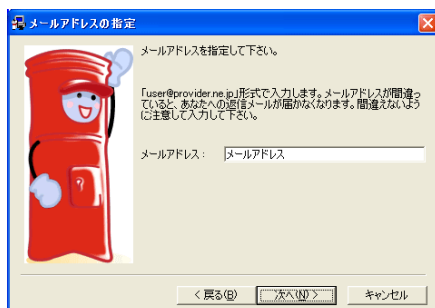 メールアドレスの指定
メールアドレスを指定して下さい。
「user@provider.ne.jp」形式で入力します。メールアドレスが間違っ
ていると、あなたへの返信メールが届かなくなります。間違えないよう
に注意して入力して下さい。
メールアドレス： メールアドレス
< 戻る(B) 次へ(N) > キャンセル